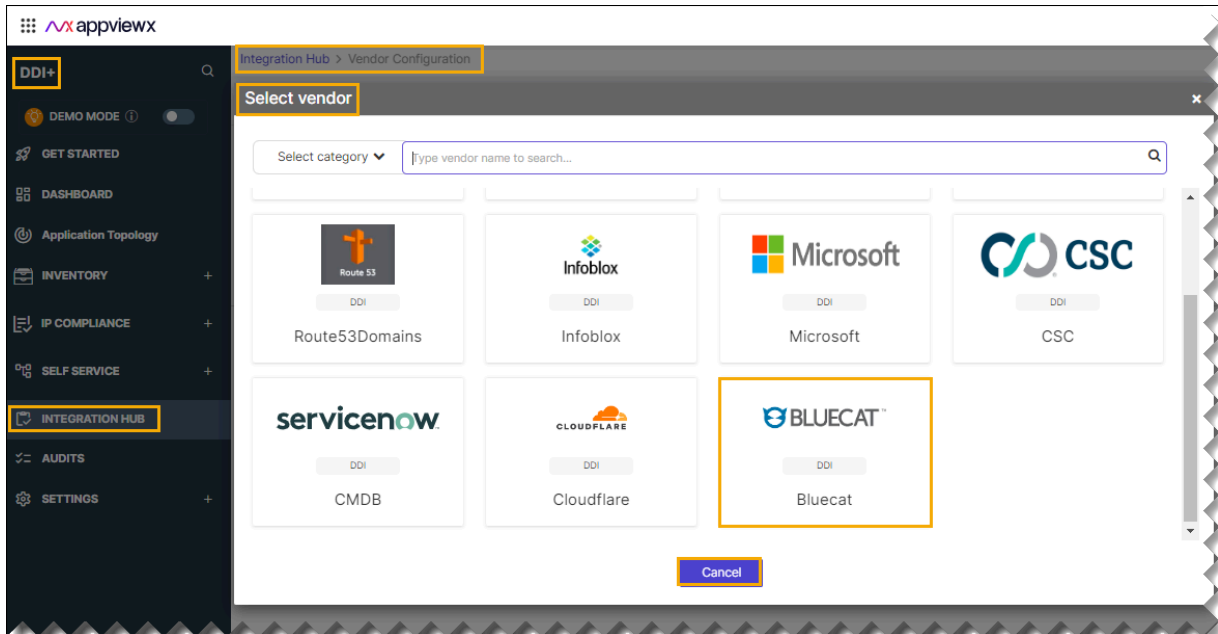 appviewx
DDI+
DEMO MODE
GET STARTED
DASHBOARD
Application Topology
INVENTORY +
IP COMPLIANCE +
SELF SERVICE +
INTEGRATION HUB
AUDITS
SETTINGS +
Integration Hub > Vendor Configuration
Select vendor
Select category
Type vendor name to search...
Route 53
Infoblox
Microsoft
CSC
DDI
DDI
DDI
DDI
Route53Domains
Infoblox
Microsoft
CSC
servicenow
CLOUDFLARE
BLUECAT™
DDI
DDI
DDI
CMDB
Cloudflare
Bluecat
Cancel